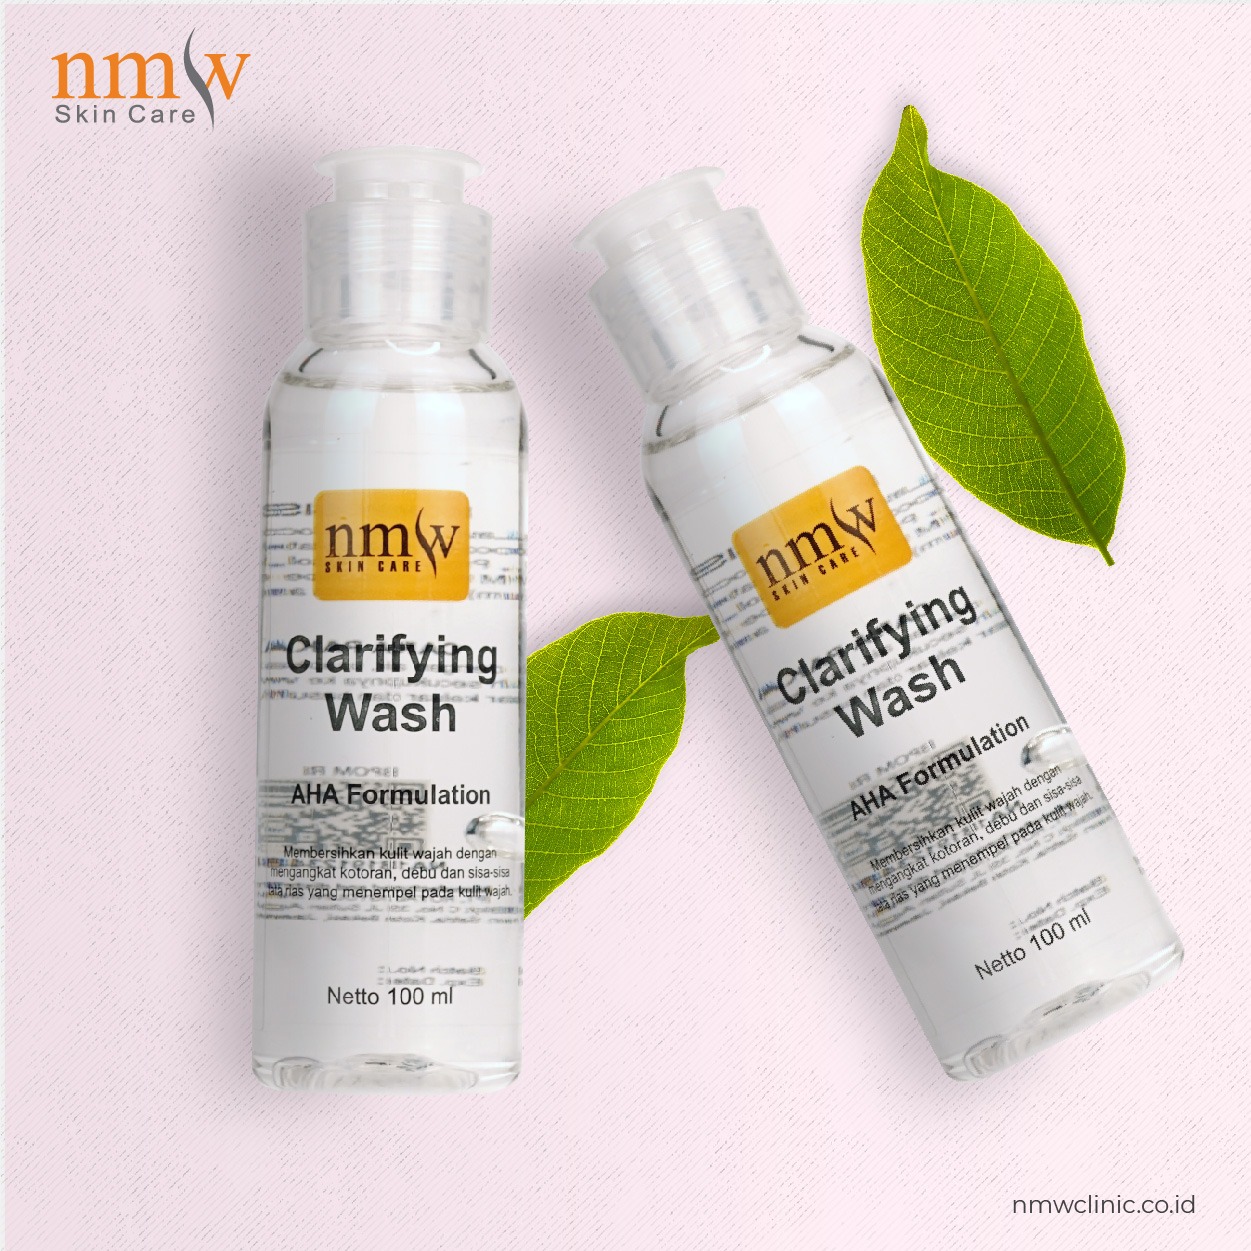 nmw
Skin Care
nmw
SKIN CARE
Clarifying
Wash
AHA Formulation
Membersihkan kulit wajah dengan
mengangkat kotoran, debu dan sisa-sisa
tata rias yang menempel pada kulit wajah.
Netto 100 ml
nmw
SKIN CARE
Clarifying
Wash
AHA Formulation
Membersihkan kulit wajah dengan
mengangkat kotoran, debu dan sisa-sisa
tata rias yang menempel pada kulit wajah.
Netto 100 ml
nmwclinic.co.id